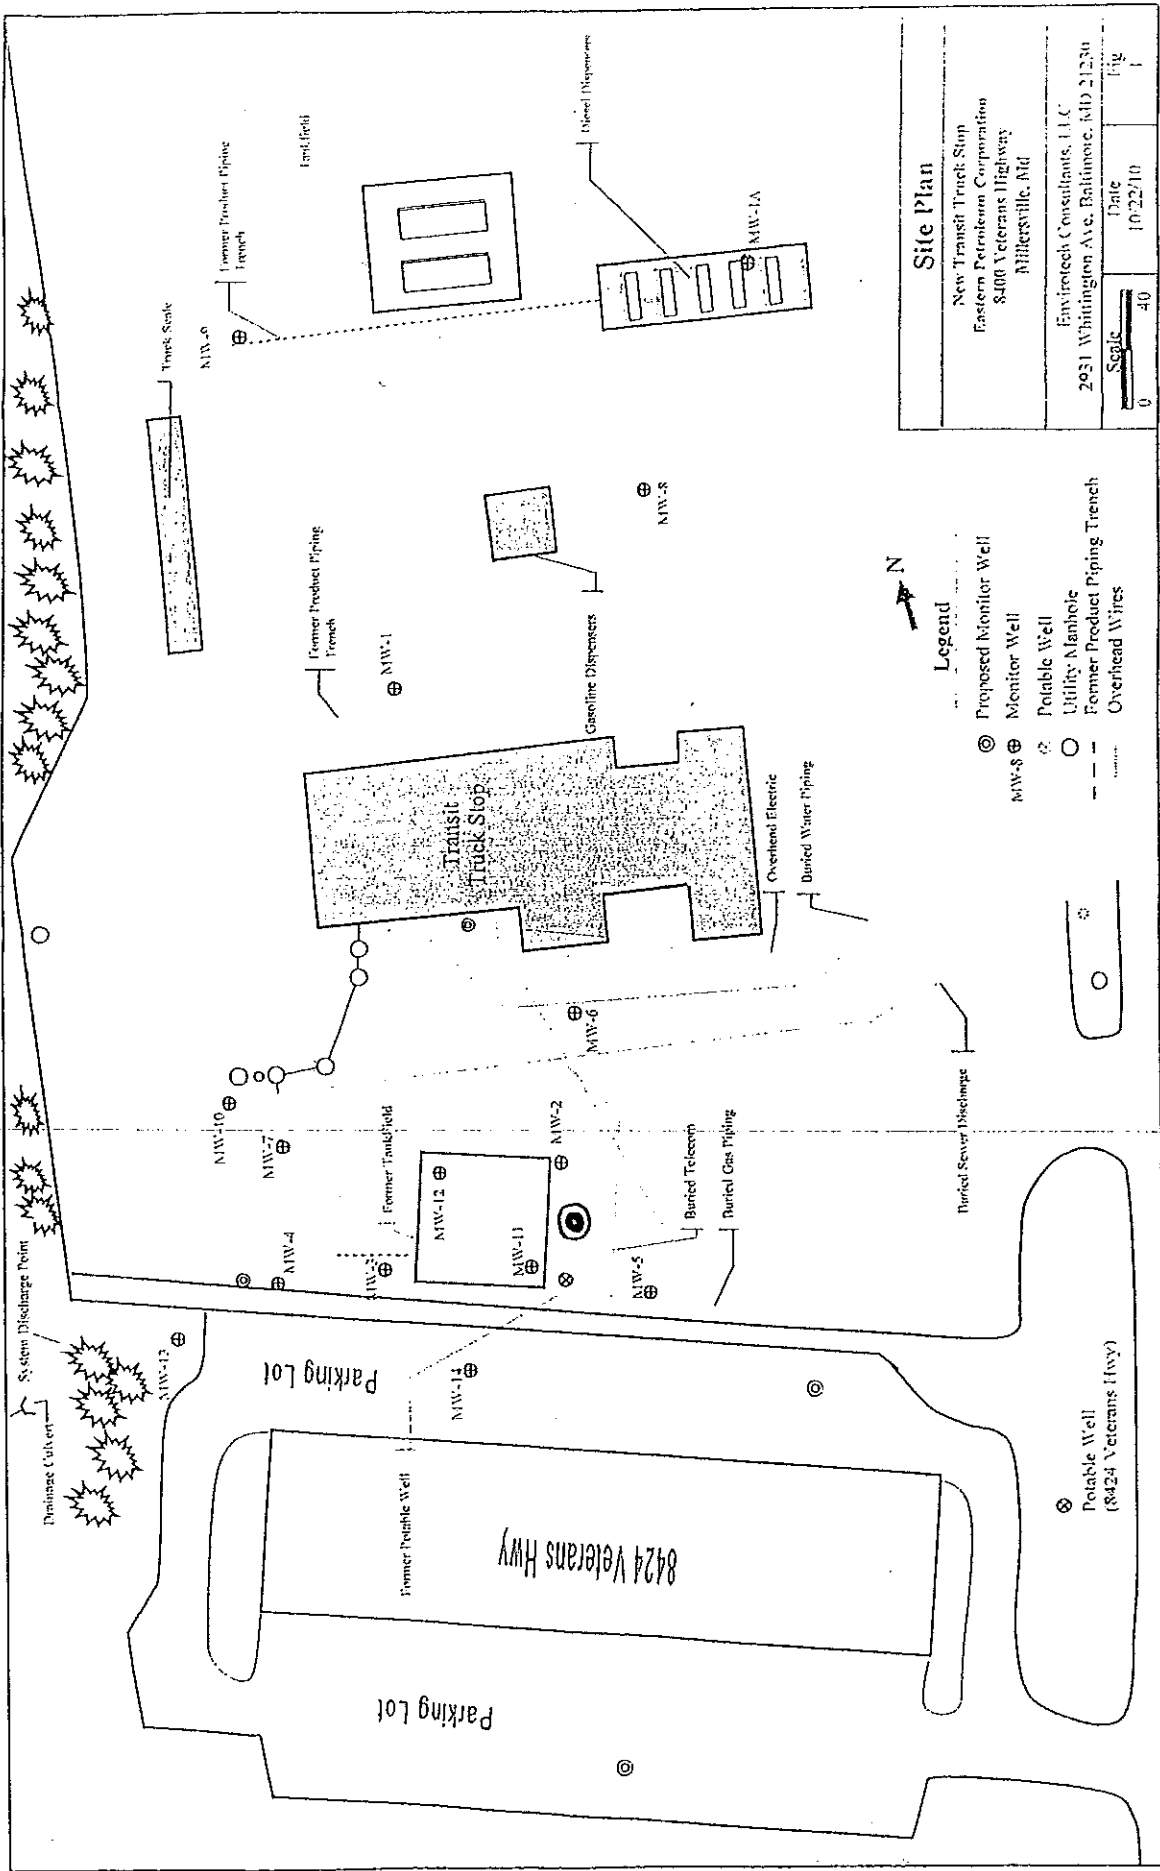 Drainage Culvert
System Discharge Point
MW-13
Parking Lot
MW-14
Former Potable Well
8424 Veterans Hwy
Parking Lot
Potable Well
(8424 Veterans Hwy)
MW-10
MW-7
MW-4
MW-3
Former Tankfield
MW-12
MW-11
MW-2
MW-5
MW-6
Buried Telecom
Buried Gas Piping
Buried Sewer Discharge
Overhead Electric
Buried Water Piping
Transit
Truck Stop
Former Product Piping
Trench
MW-1
Gasoline Dispensers
MW-8
Truck Scale
MW-9
Former Product Piping
Trench
Tankfield
Diesel Dispensers
MW-1A
N
Legend
Proposed Monitor Well
MW-8 Monitor Well
Potable Well
Utility Manhole
Former Product Piping Trench
Overhead Wires
Site Plan
New Transit Truck Stop
Eastern Petroleum Corporation
8400 Veterans Highway
Millersville, Md
Envirotech Consultants, LLC
2931 Whittington Ave, Baltimore, MD 21230
Scale
0 40
Date
10/22/10
Fig
1